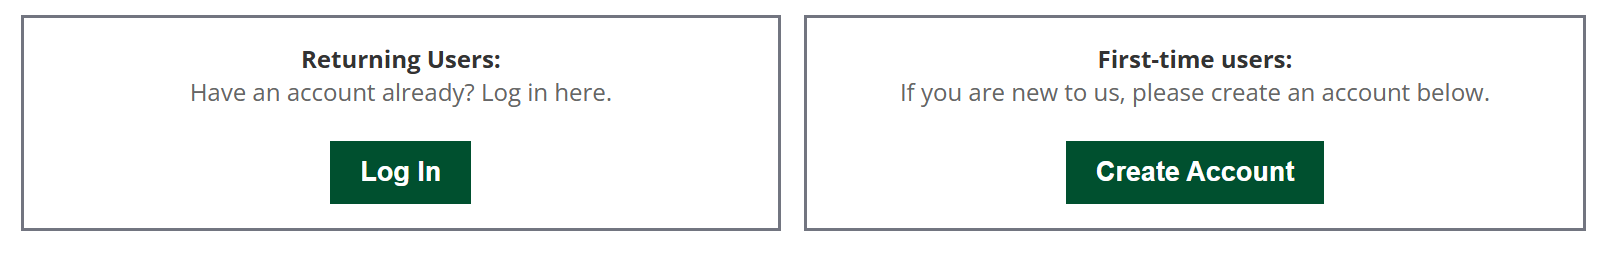 Returning Users:
Have an account already? Log in here.
Log In
First-time users:
If you are new to us, please create an account below.
Create Account